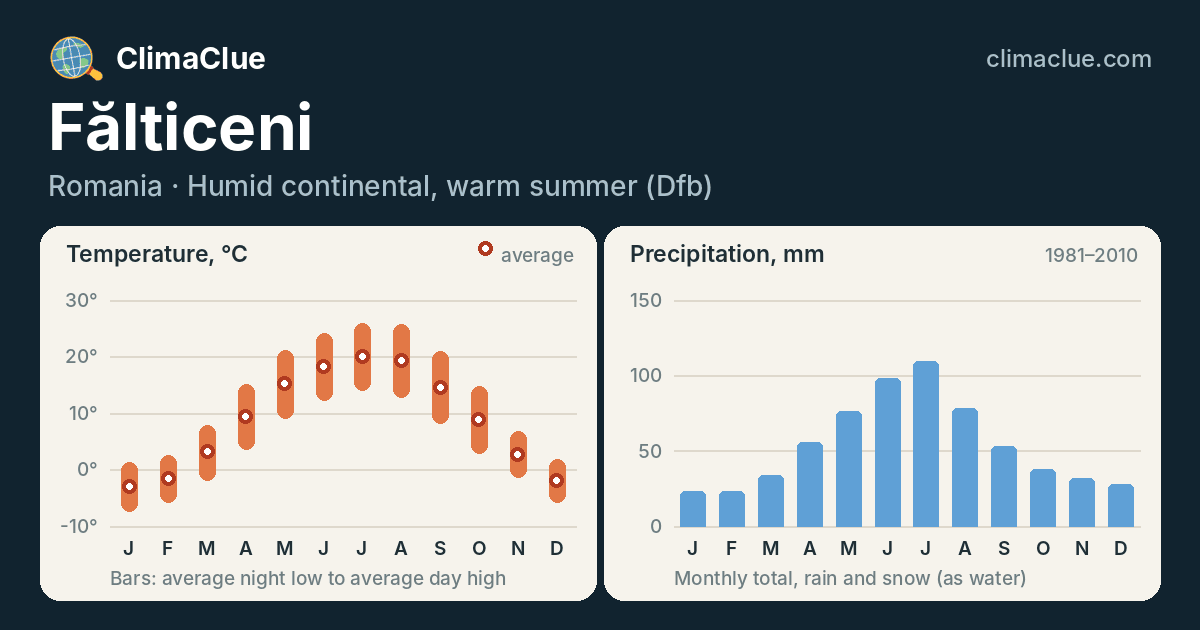 ClimaClue
climaclue.com
Fălticeni
Romania · Humid continental, warm summer (Dfb)
Temperature, °C
average
30°
20°
10°
0°
-10°
J F M A M J J A S O N D
Bars: average night low to average day high
Precipitation, mm
1981–2010
150
100
50
0
J F M A M J J A S O N D
Monthly total, rain and snow (as water)